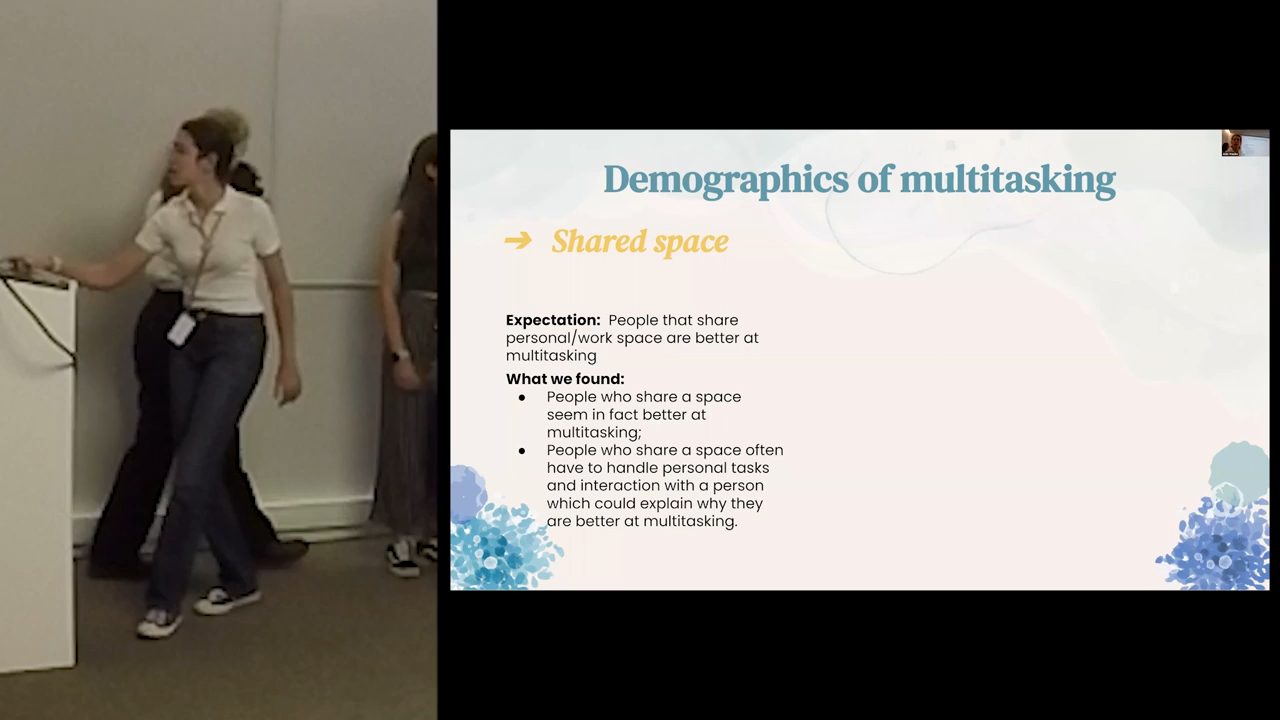 Demographics of multitasking
➔ Shared space
Expectation: People that share
personal/work space are better at
multitasking
What we found:
● People who share a space
seem in fact better at
multitasking;
● People who share a space often
have to handle personal tasks
and interaction with a person
which could explain why they
are better at multitasking.